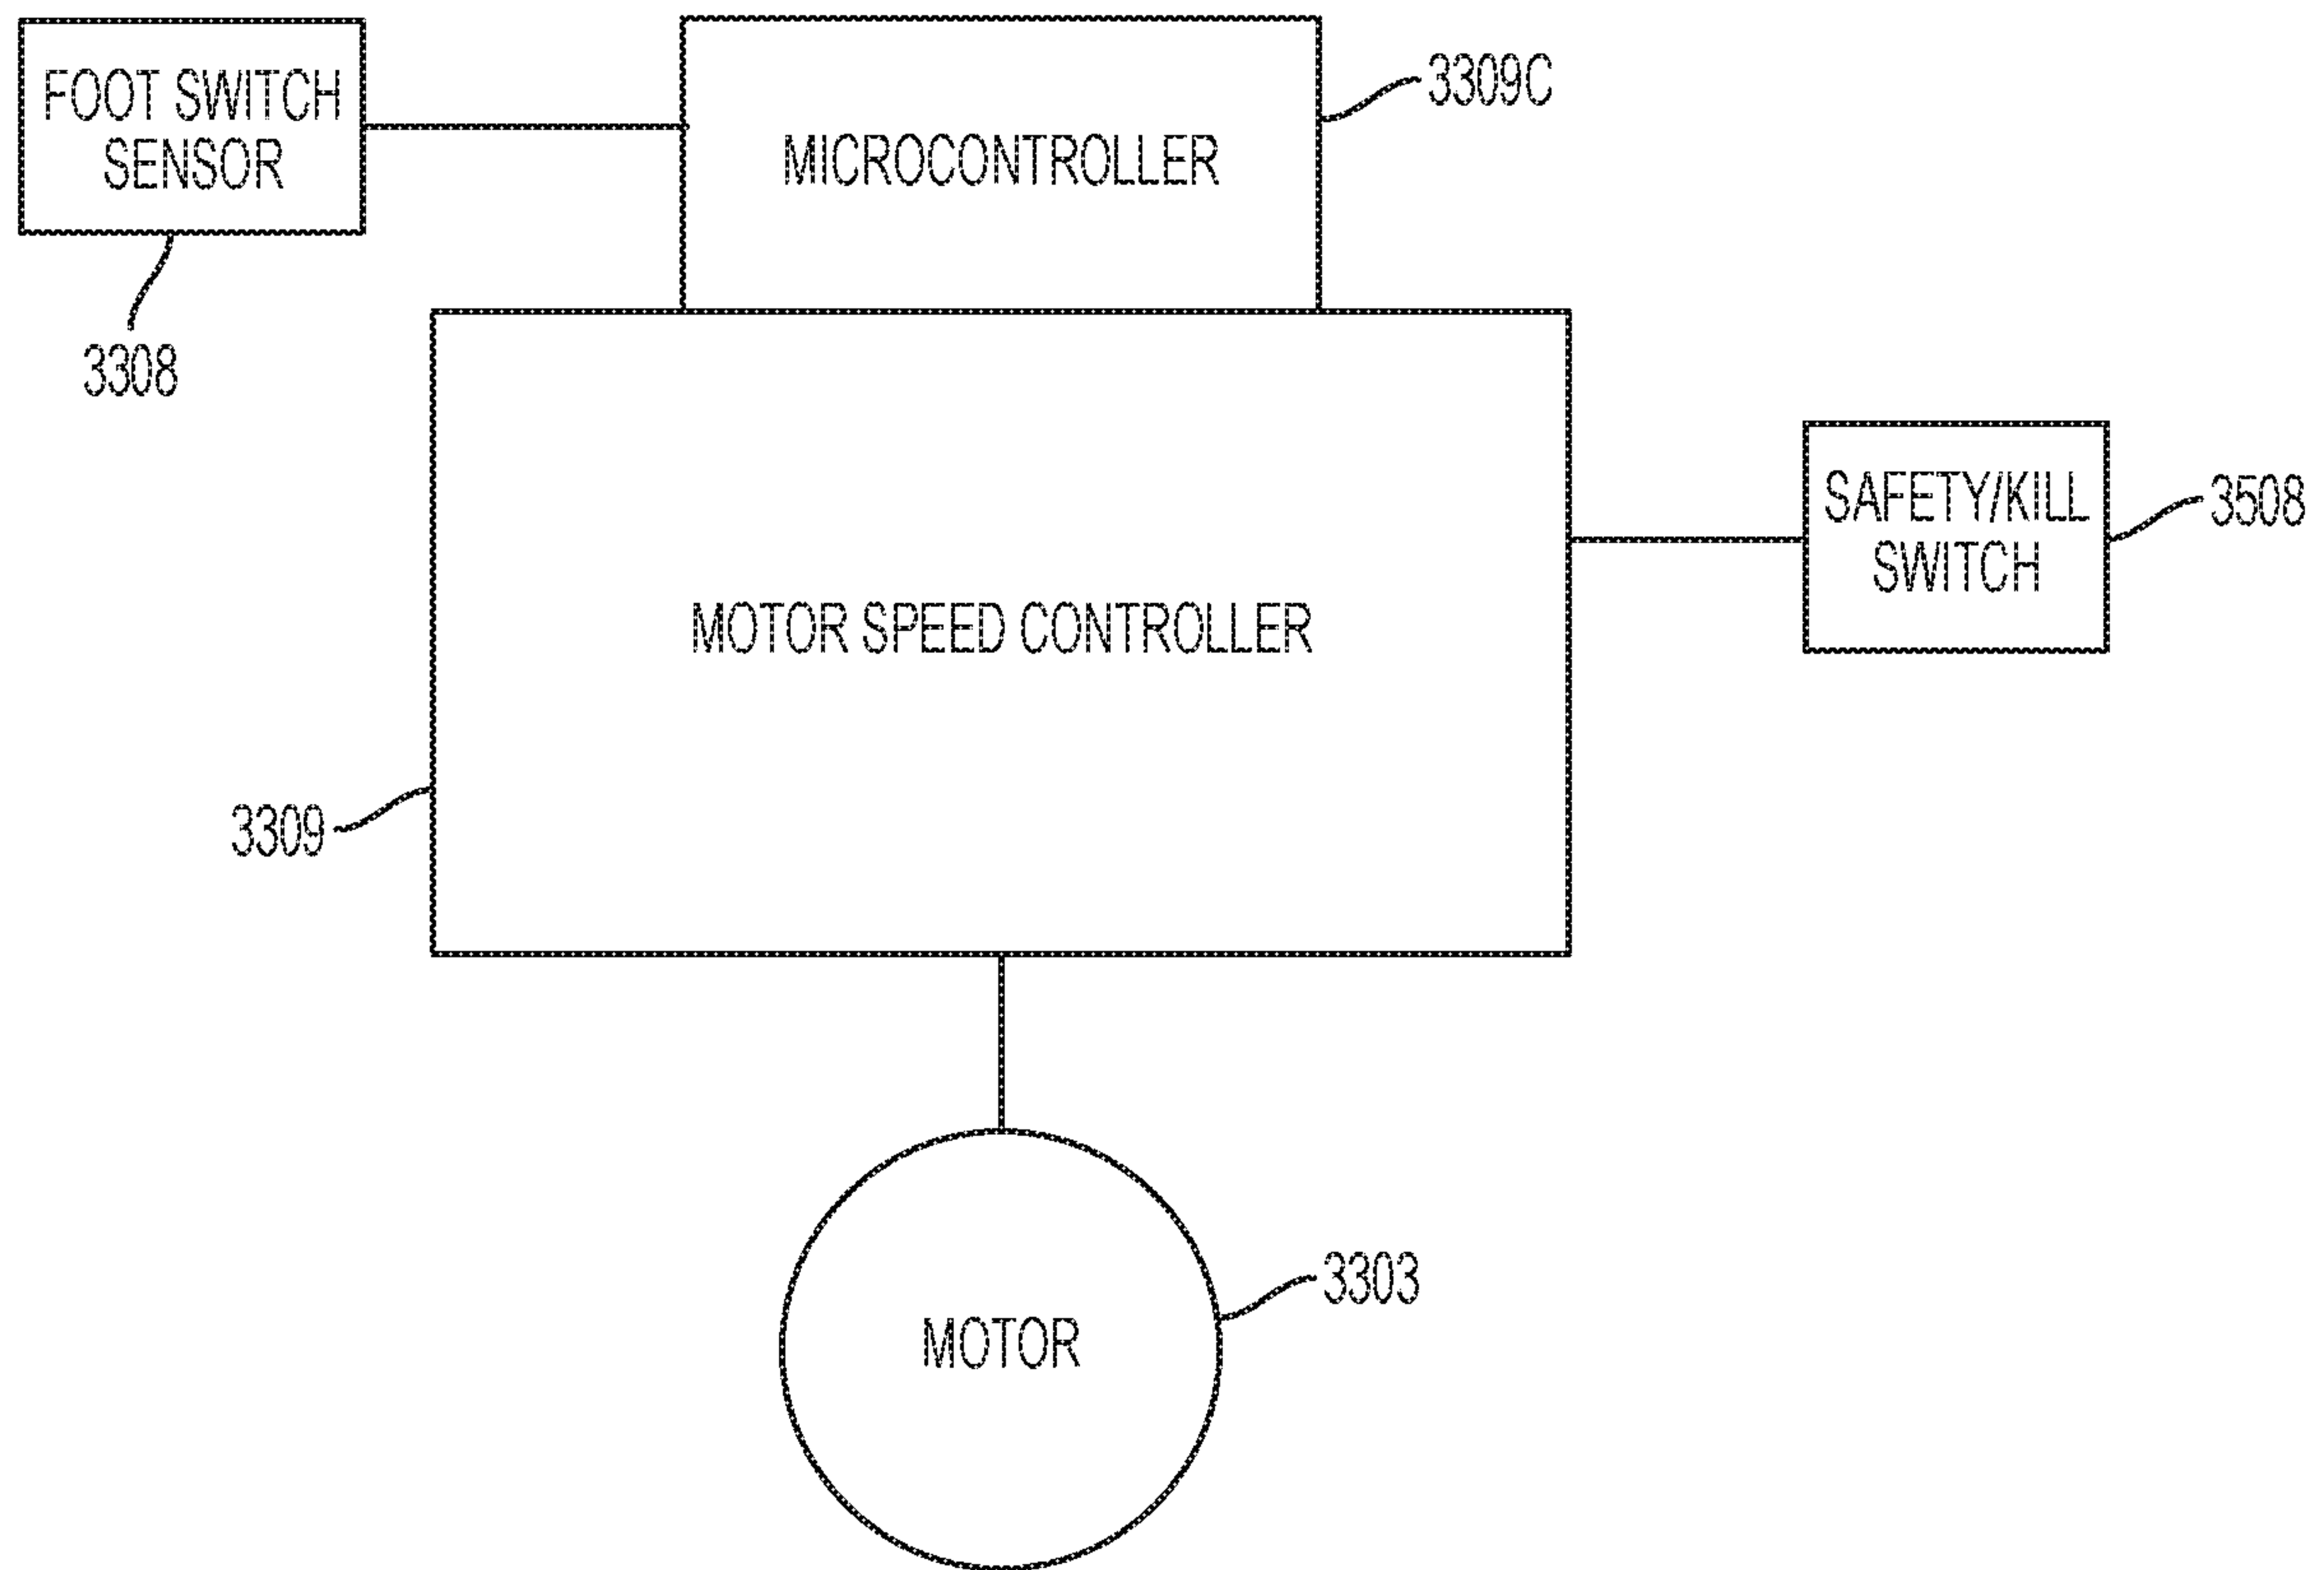 FOOT SWITCH
SENSOR
3308
MICROCONTROLLER
3309C
MOTOR SPEED CONTROLLER
3309
SAFETY/KILL
SWITCH
3508
MOTOR
3303